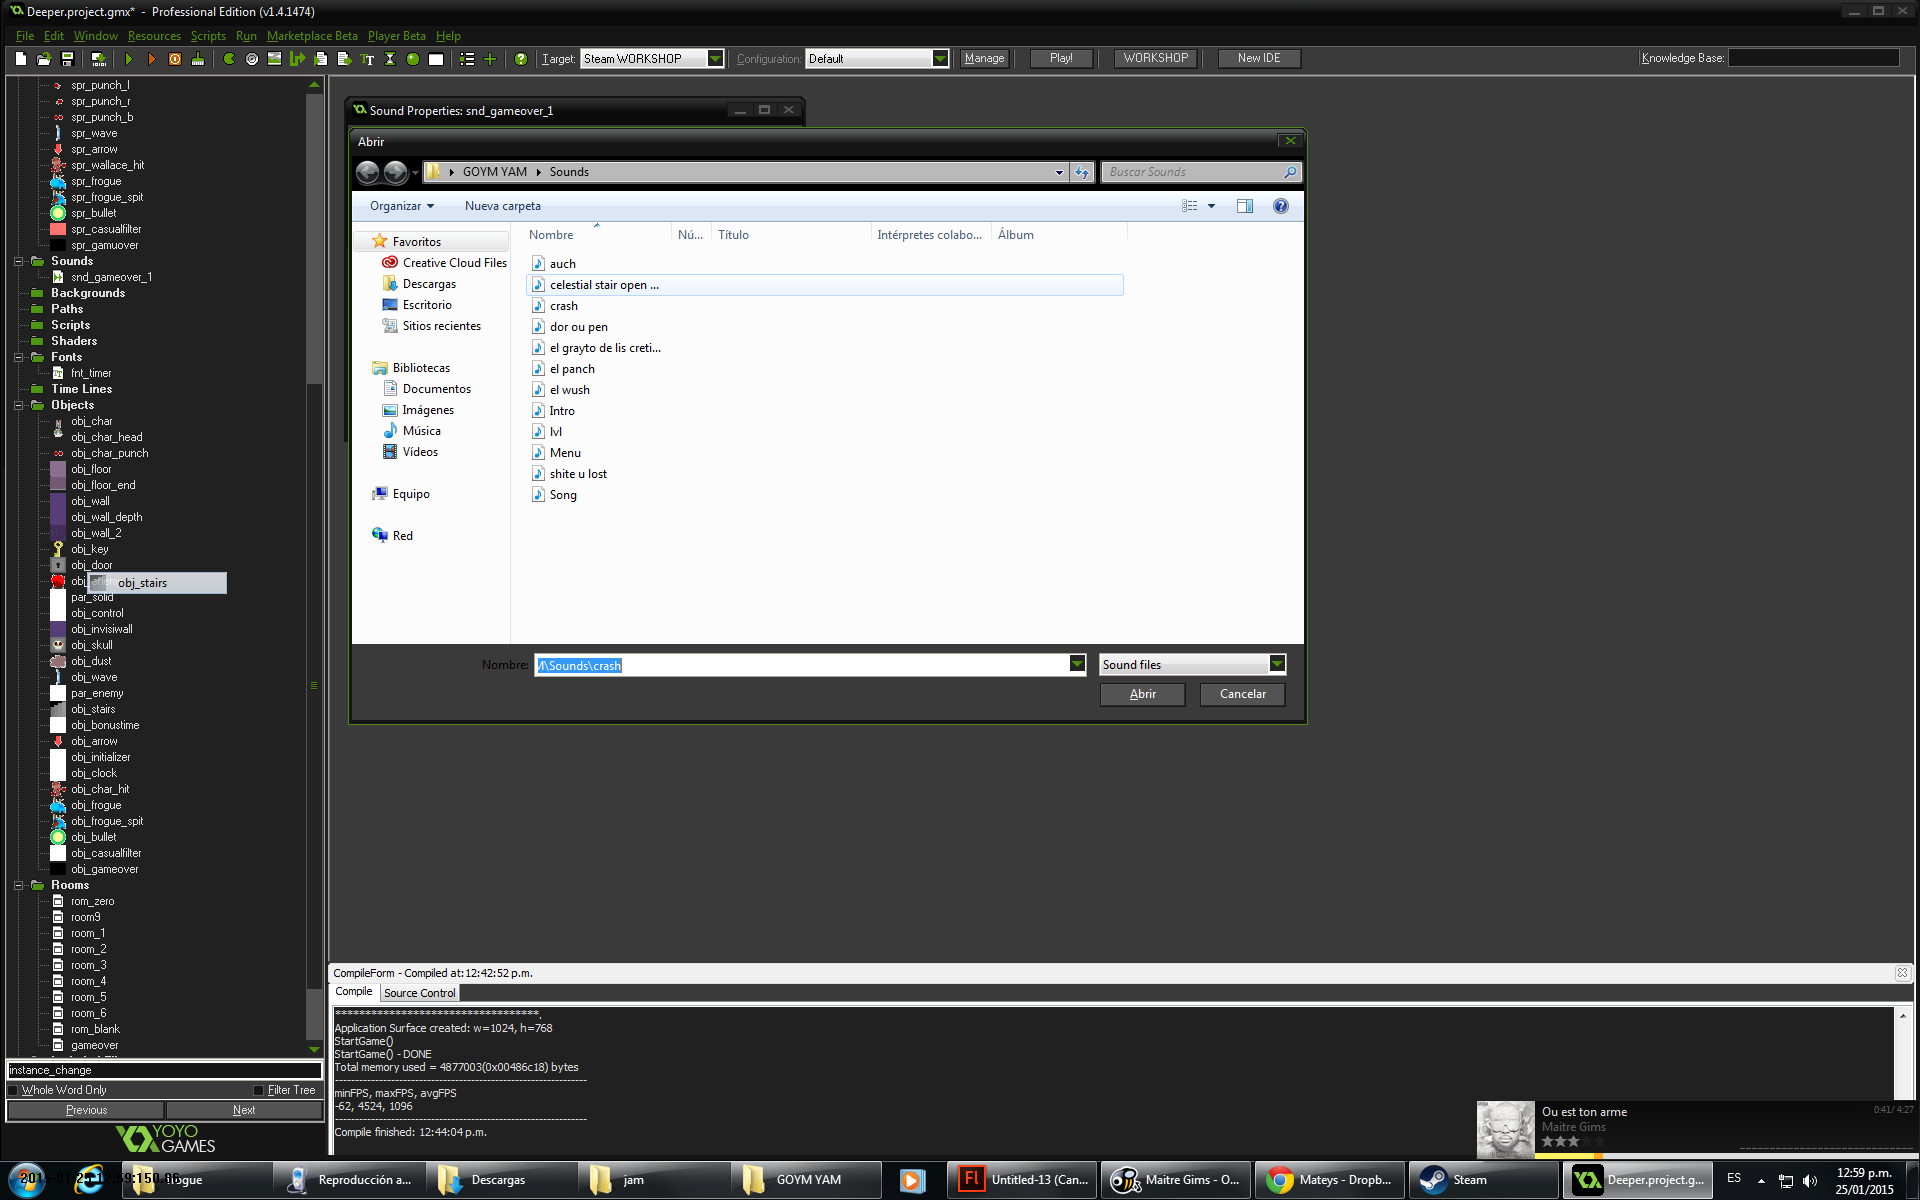 Deeper.project.gmx* - Professional Edition (v1.4.1474)
File Edit Window Resources Scripts Run Marketplace Beta Player Beta Help
Target: Steam WORKSHOP Configuration: Default Manage Play! WORKSHOP New IDE Knowledge Base:
spr_punch_l
spr_punch_r
spr_punch_b
spr_wave
spr_arrow
spr_wallace_hit
spr_frogue
spr_frogue_spit
spr_bullet
spr_casualfilter
spr_gamuover
Sounds
snd_gameover_1
Backgrounds
Paths
Scripts
Shaders
Fonts
fnt_timer
Time Lines
Objects
obj_char
obj_char_head
obj_char_punch
obj_floor
obj_floor_end
obj_wall
obj_wall_depth
obj_wall_2
obj_key
obj_door
obj_stairs
par_solid
obj_control
obj_invisiwall
obj_skull
obj_dust
obj_wave
par_enemy
obj_stairs
obj_bonustime
obj_arrow
obj_initializer
obj_clock
obj_char_hit
obj_frogue
obj_frogue_spit
obj_bullet
obj_casualfilter
obj_gameover
Rooms
rom_zero
room9
room_1
room_2
room_3
room_4
room_5
room_6
rom_blank
gameover
instance_change
Whole Word Only Filter Tree
Previous Next
YOYO
GAMES
Sound Properties: snd_gameover_1
Abrir
GOYM YAM Sounds Buscar Sounds
Organizar Nueva carpeta
Favoritos
Creative Cloud Files
Descargas
Escritorio
Sitios recientes
Bibliotecas
Documentos
Imágenes
Música
Vídeos
Equipo
Red
Nombre Nú... Título Intérpretes colabo... Álbum
auch
celestial stair open ...
crash
dor ou pen
el grayto de lis creti...
el panch
el wush
Intro
lvl
Menu
shite u lost
Song
Nombre: \Sounds\crash Sound files
Abrir Cancelar
CompileForm - Compiled at:12:42:52 p.m.
Compile Source Control
**********************************.
Application Surface created: w=1024, h=768
StartGame()
StartGame() - DONE
Total memory used = 4877003(0x00486c18) bytes
minFPS, maxFPS, avgFPS
-62, 4524, 1096
Compile finished: 12:44:04 p.m.
Ou est ton arme 0:41/ 4:27
Maitre Gims
Reproducción a...
Descargas
jam
GOYM YAM
Untitled-13 (Can...
Maitre Gims - O...
Mateys - Dropb...
Steam
Deeper.project.g...
ES
12:59 p.m.
25/01/2015